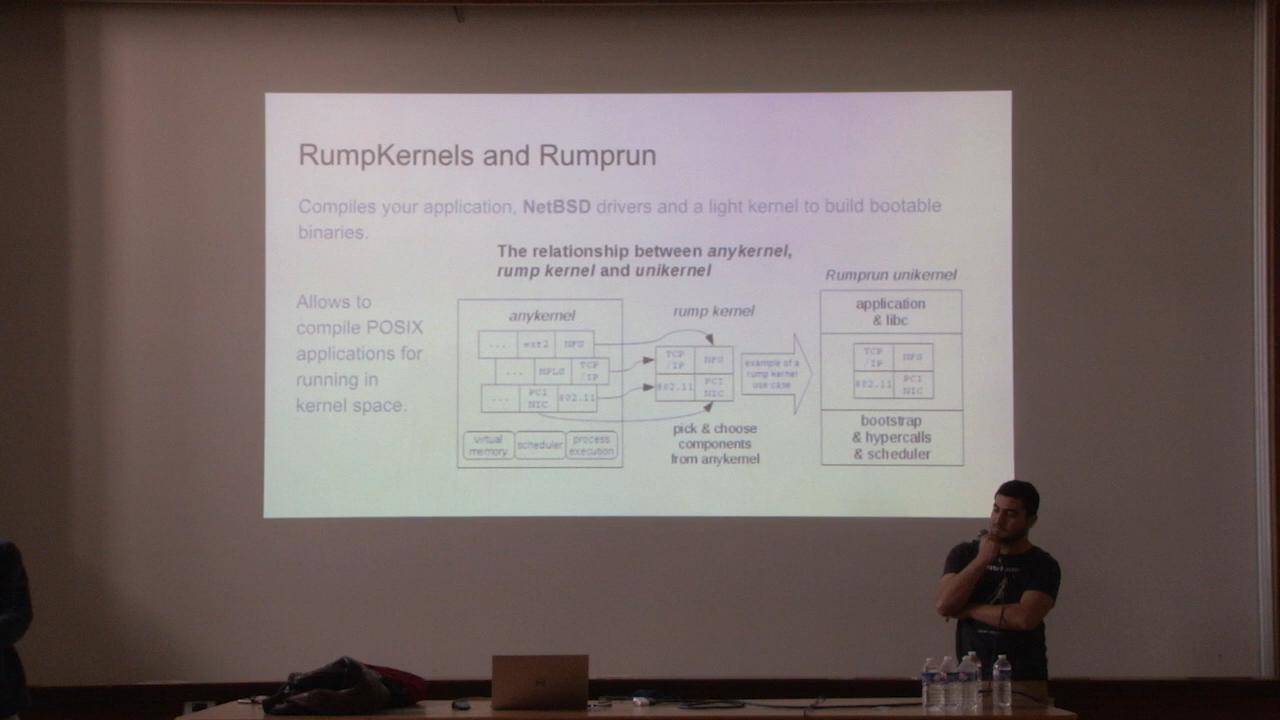 RumpKernels and Rumprun
Compiles your application, NetBSD drivers and a light kernel to build bootable
binaries.
The relationship between anykernel,
rump kernel and unikernel
Allows to
compile POSIX
applications for
running in
kernel space.
anykernel
... ext2 NFS
... MPLS TCP
/IP
... PCI
NIC 802.11
virtual
memory
scheduler
process
execution
rump kernel
TCP
/IP NFS
802.11 PCI
NIC
pick & choose
components
from anykernel
example of a
rump kernel
use case
Rumprun unikernel
application
& libc
TCP
/IP NFS
802.11 PCI
NIC
bootstrap
& hypercalls
& scheduler